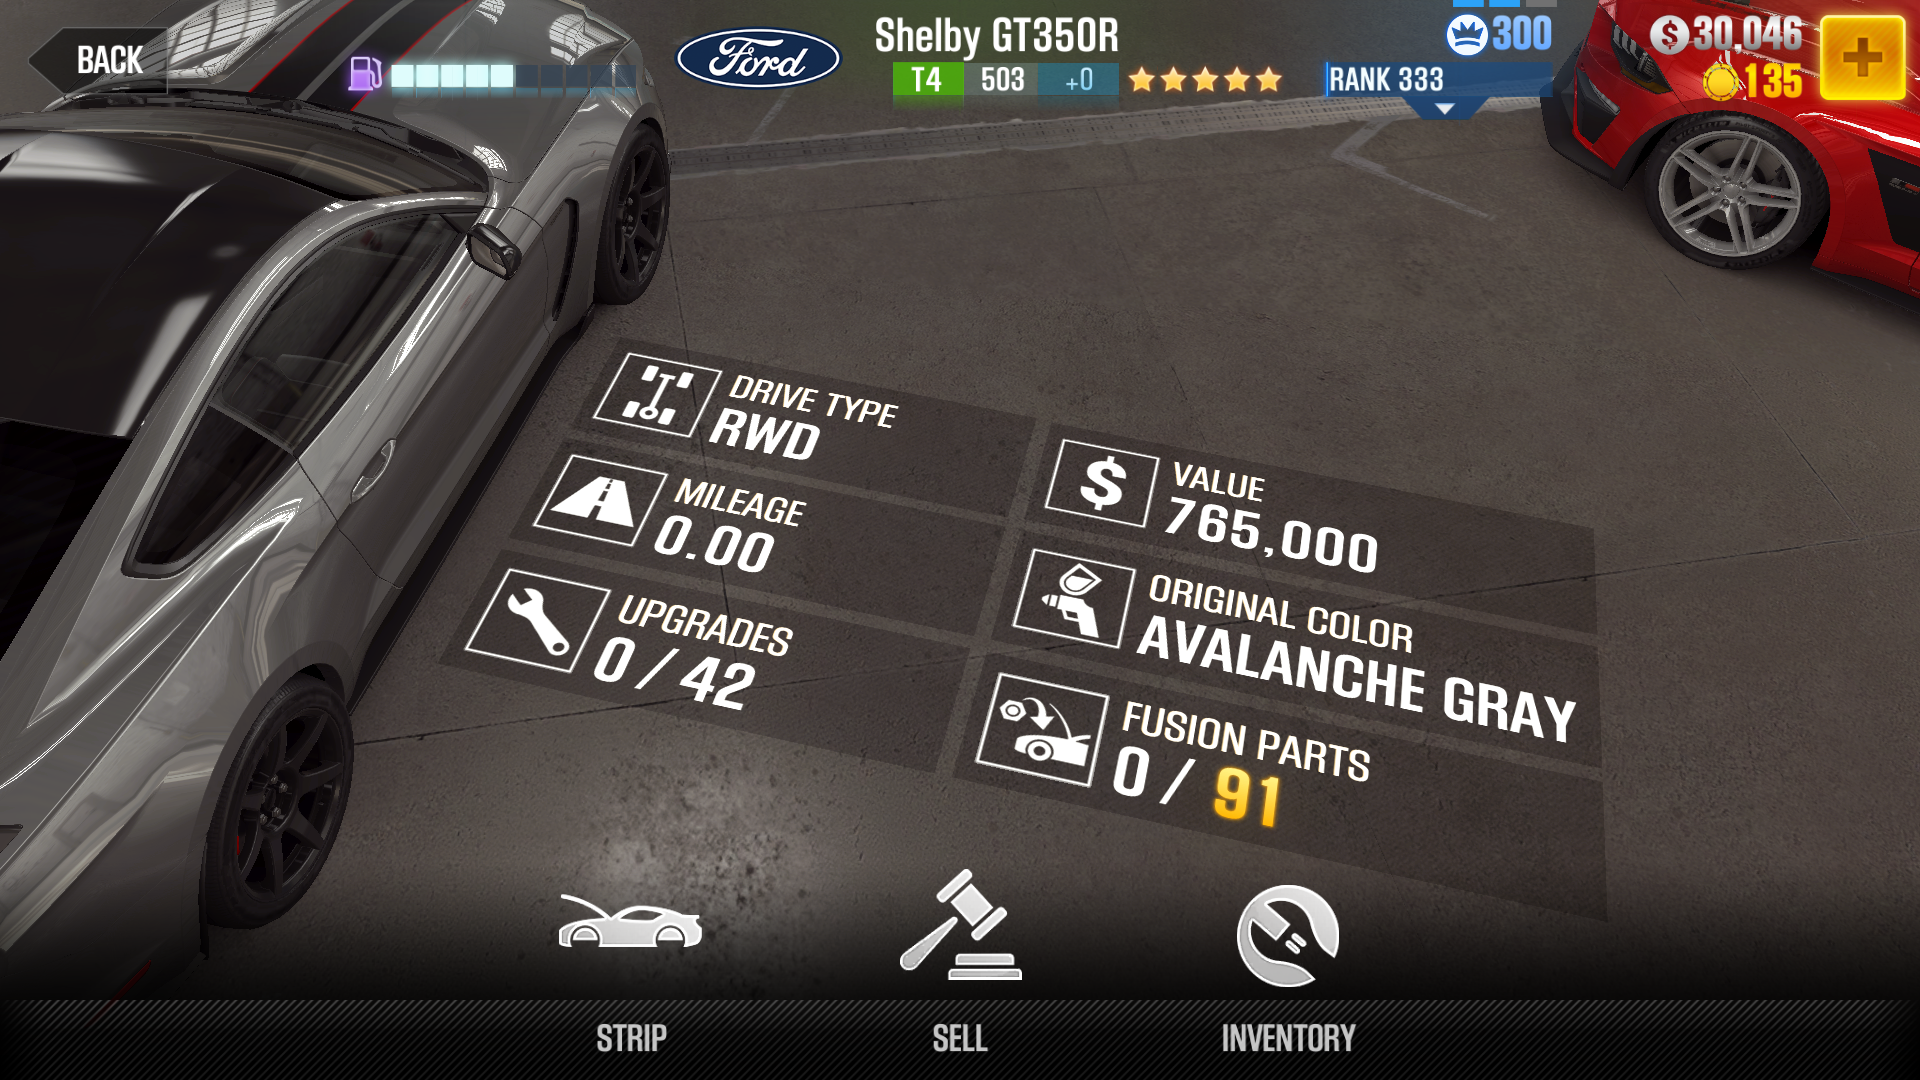 BACK
Ford
Shelby GT350R
T4 503 +0
300
RANK 333
30,046
135
DRIVE TYPE
RWD
MILEAGE
0.00
UPGRADES
0 / 42
VALUE
765,000
ORIGINAL COLOR
AVALANCHE GRAY
FUSION PARTS
0 / 91
STRIP
SELL
INVENTORY